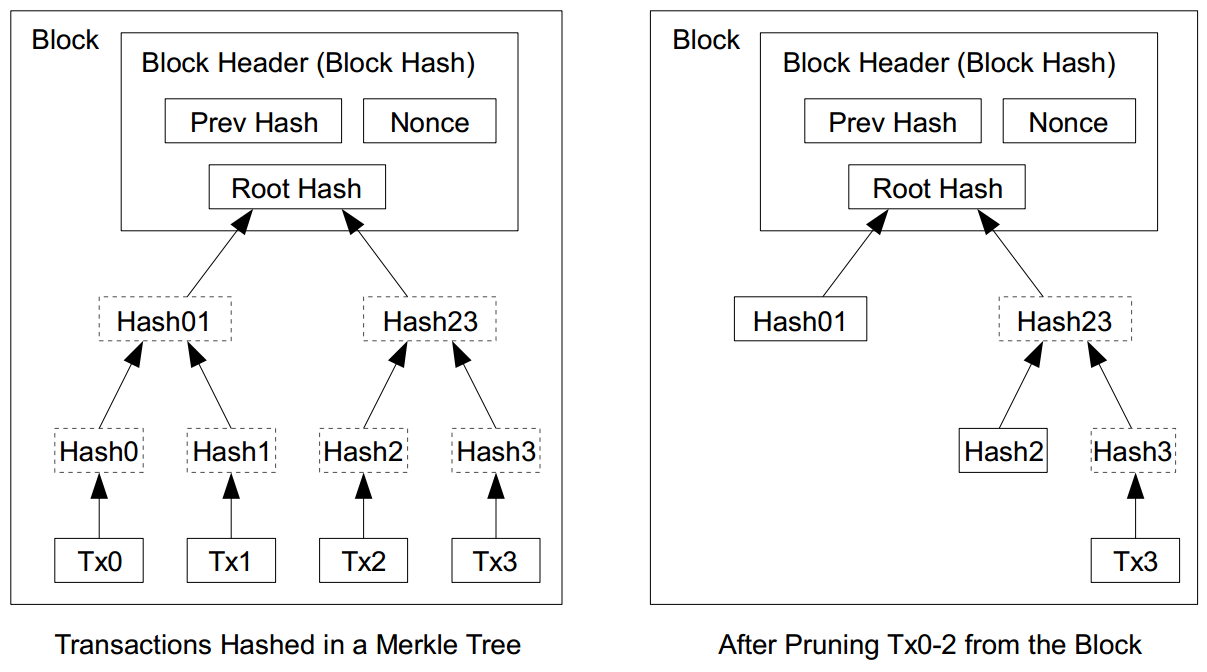 Block
Block Header (Block Hash)
Prev Hash
Nonce
Root Hash
Hash01
Hash23
Hash0
Hash1
Hash2
Hash3
Tx0
Tx1
Tx2
Tx3
Transactions Hashed in a Merkle Tree
Block
Block Header (Block Hash)
Prev Hash
Nonce
Root Hash
Hash01
Hash23
Hash2
Hash3
Tx3
After Pruning Tx0-2 from the Block